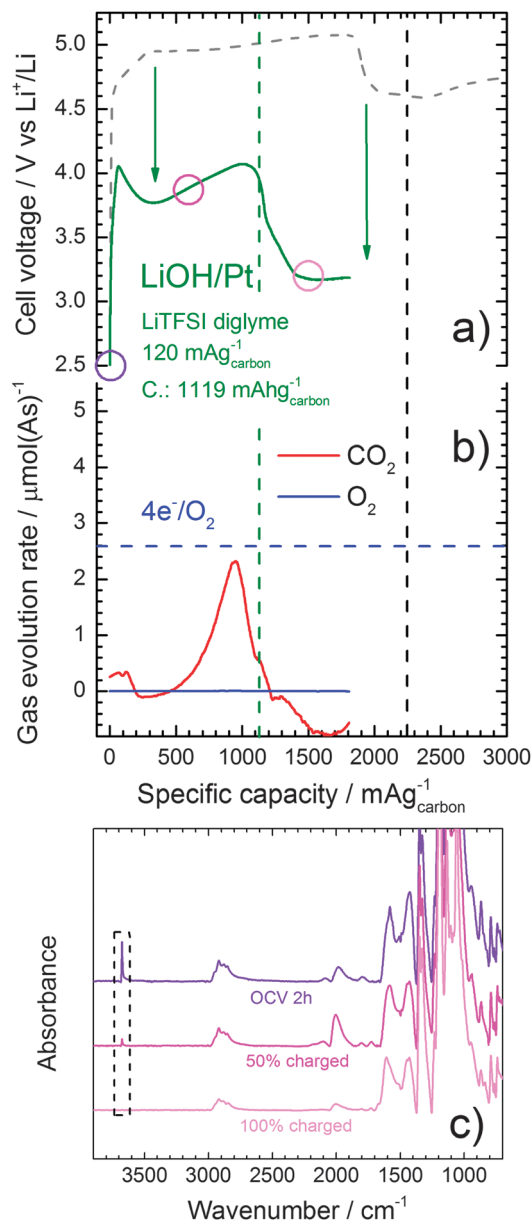 5.0
4.5
4.0
3.5
3.0
2.5
Cell voltage / V vs Li⁺/Li
LiOH/Pt
LiTFSI diglyme
120 mAg⁻¹carbon
C.: 1119 mAhg⁻¹carbon
a)
5
4
3
2
1
0
Gas evolution rate / μmol(As)⁻¹
b)
CO₂
O₂
4e⁻/O₂
0 500 1000 1500 2000 2500 3000
Specific capacity / mAg⁻¹carbon
Absorbance
OCV 2h
50% charged
100% charged
c)
3500 3000 2500 2000 1500 1000
Wavenumber / cm⁻¹